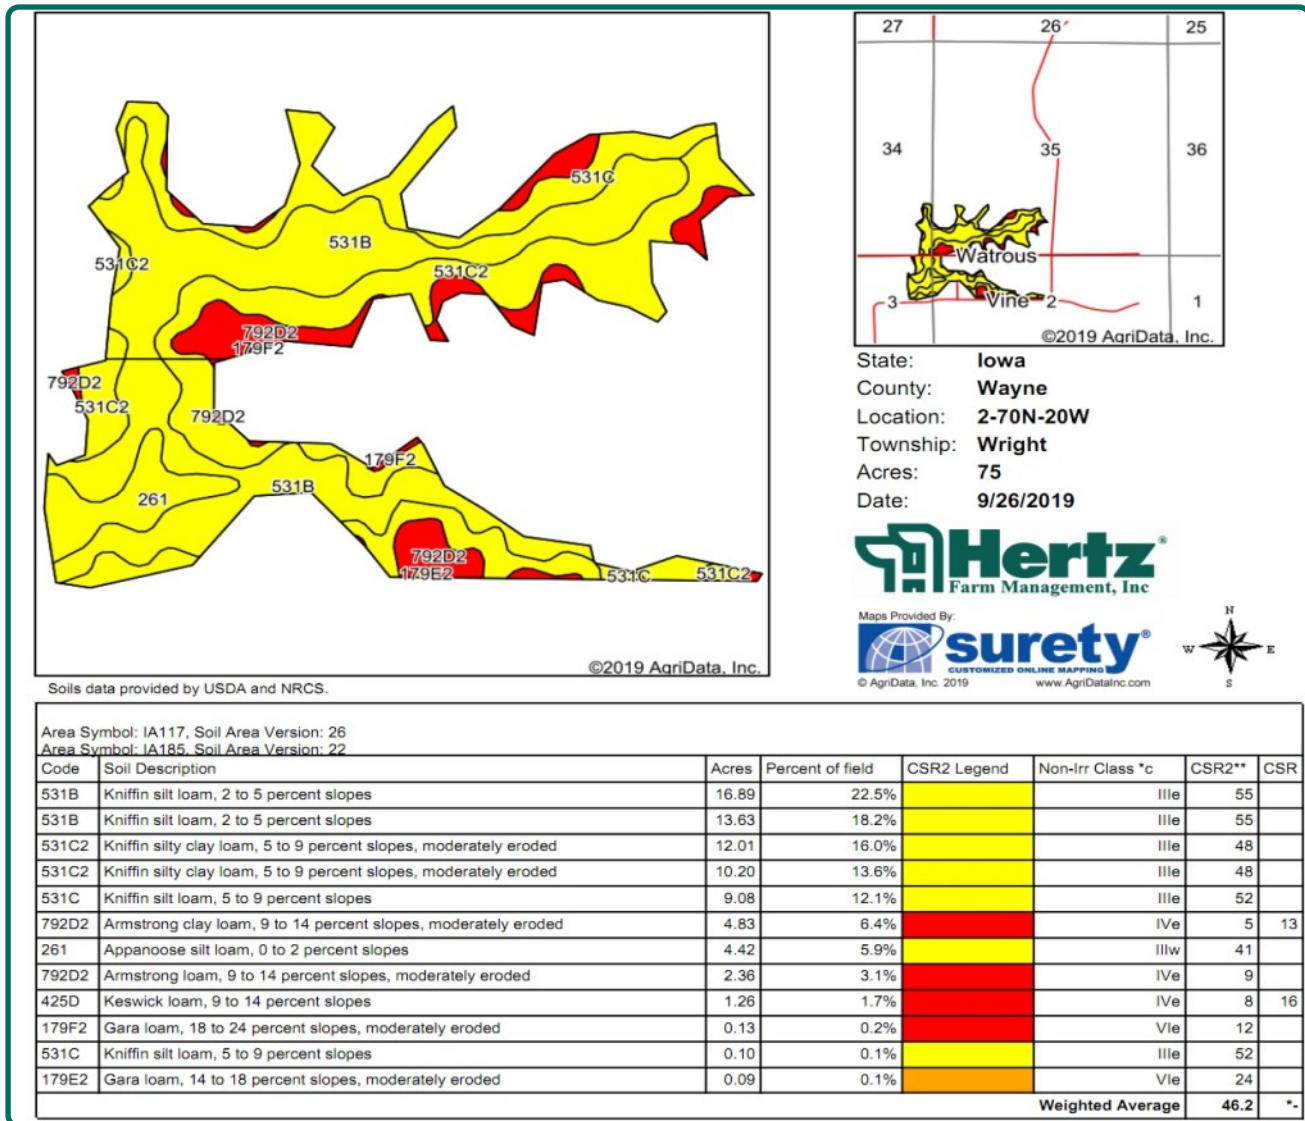 531C
531B
531C2
531C2
792D2
179F2
792D2
531C2
792D2
179F2
261
531B
792D2
179E2
531C
531C2
©2019 AgriData, Inc.
Soils data provided by USDA and NRCS.
27 26 25
34 35 36
Watrous
3 Vine 2 1
©2019 AgriData, Inc.
State: Iowa
County: Wayne
Location: 2-70N-20W
Township: Wright
Acres: 75
Date: 9/26/2019
Hertz®
Farm Management, Inc
Maps Provided By:
surety®
CUSTOMIZED ONLINE MAPPING
© AgriData, Inc. 2019 www.AgriDataInc.com
N
W E
S
Area Symbol: IA117, Soil Area Version: 26
Area Symbol: IA185, Soil Area Version: 22
Code Soil Description Acres Percent of field CSR2 Legend Non-Irr Class *c CSR2** CSR
531B Kniffin silt loam, 2 to 5 percent slopes 16.89 22.5% IIIe 55
531B Kniffin silt loam, 2 to 5 percent slopes 13.63 18.2% IIIe 55
531C2 Kniffin silty clay loam, 5 to 9 percent slopes, moderately eroded 12.01 16.0% IIIe 48
531C2 Kniffin silty clay loam, 5 to 9 percent slopes, moderately eroded 10.20 13.6% IIIe 48
531C Kniffin silt loam, 5 to 9 percent slopes 9.08 12.1% IIIe 52
792D2 Armstrong clay loam, 9 to 14 percent slopes, moderately eroded 4.83 6.4% IVe 5 13
261 Appanoose silt loam, 0 to 2 percent slopes 4.42 5.9% IIIw 41
792D2 Armstrong loam, 9 to 14 percent slopes, moderately eroded 2.36 3.1% IVe 9
425D Keswick loam, 9 to 14 percent slopes 1.26 1.7% IVe 8 16
179F2 Gara loam, 18 to 24 percent slopes, moderately eroded 0.13 0.2% VIe 12
531C Kniffin silt loam, 5 to 9 percent slopes 0.10 0.1% IIIe 52
179E2 Gara loam, 14 to 18 percent slopes, moderately eroded 0.09 0.1% VIe 24
Weighted Average 46.2 *-